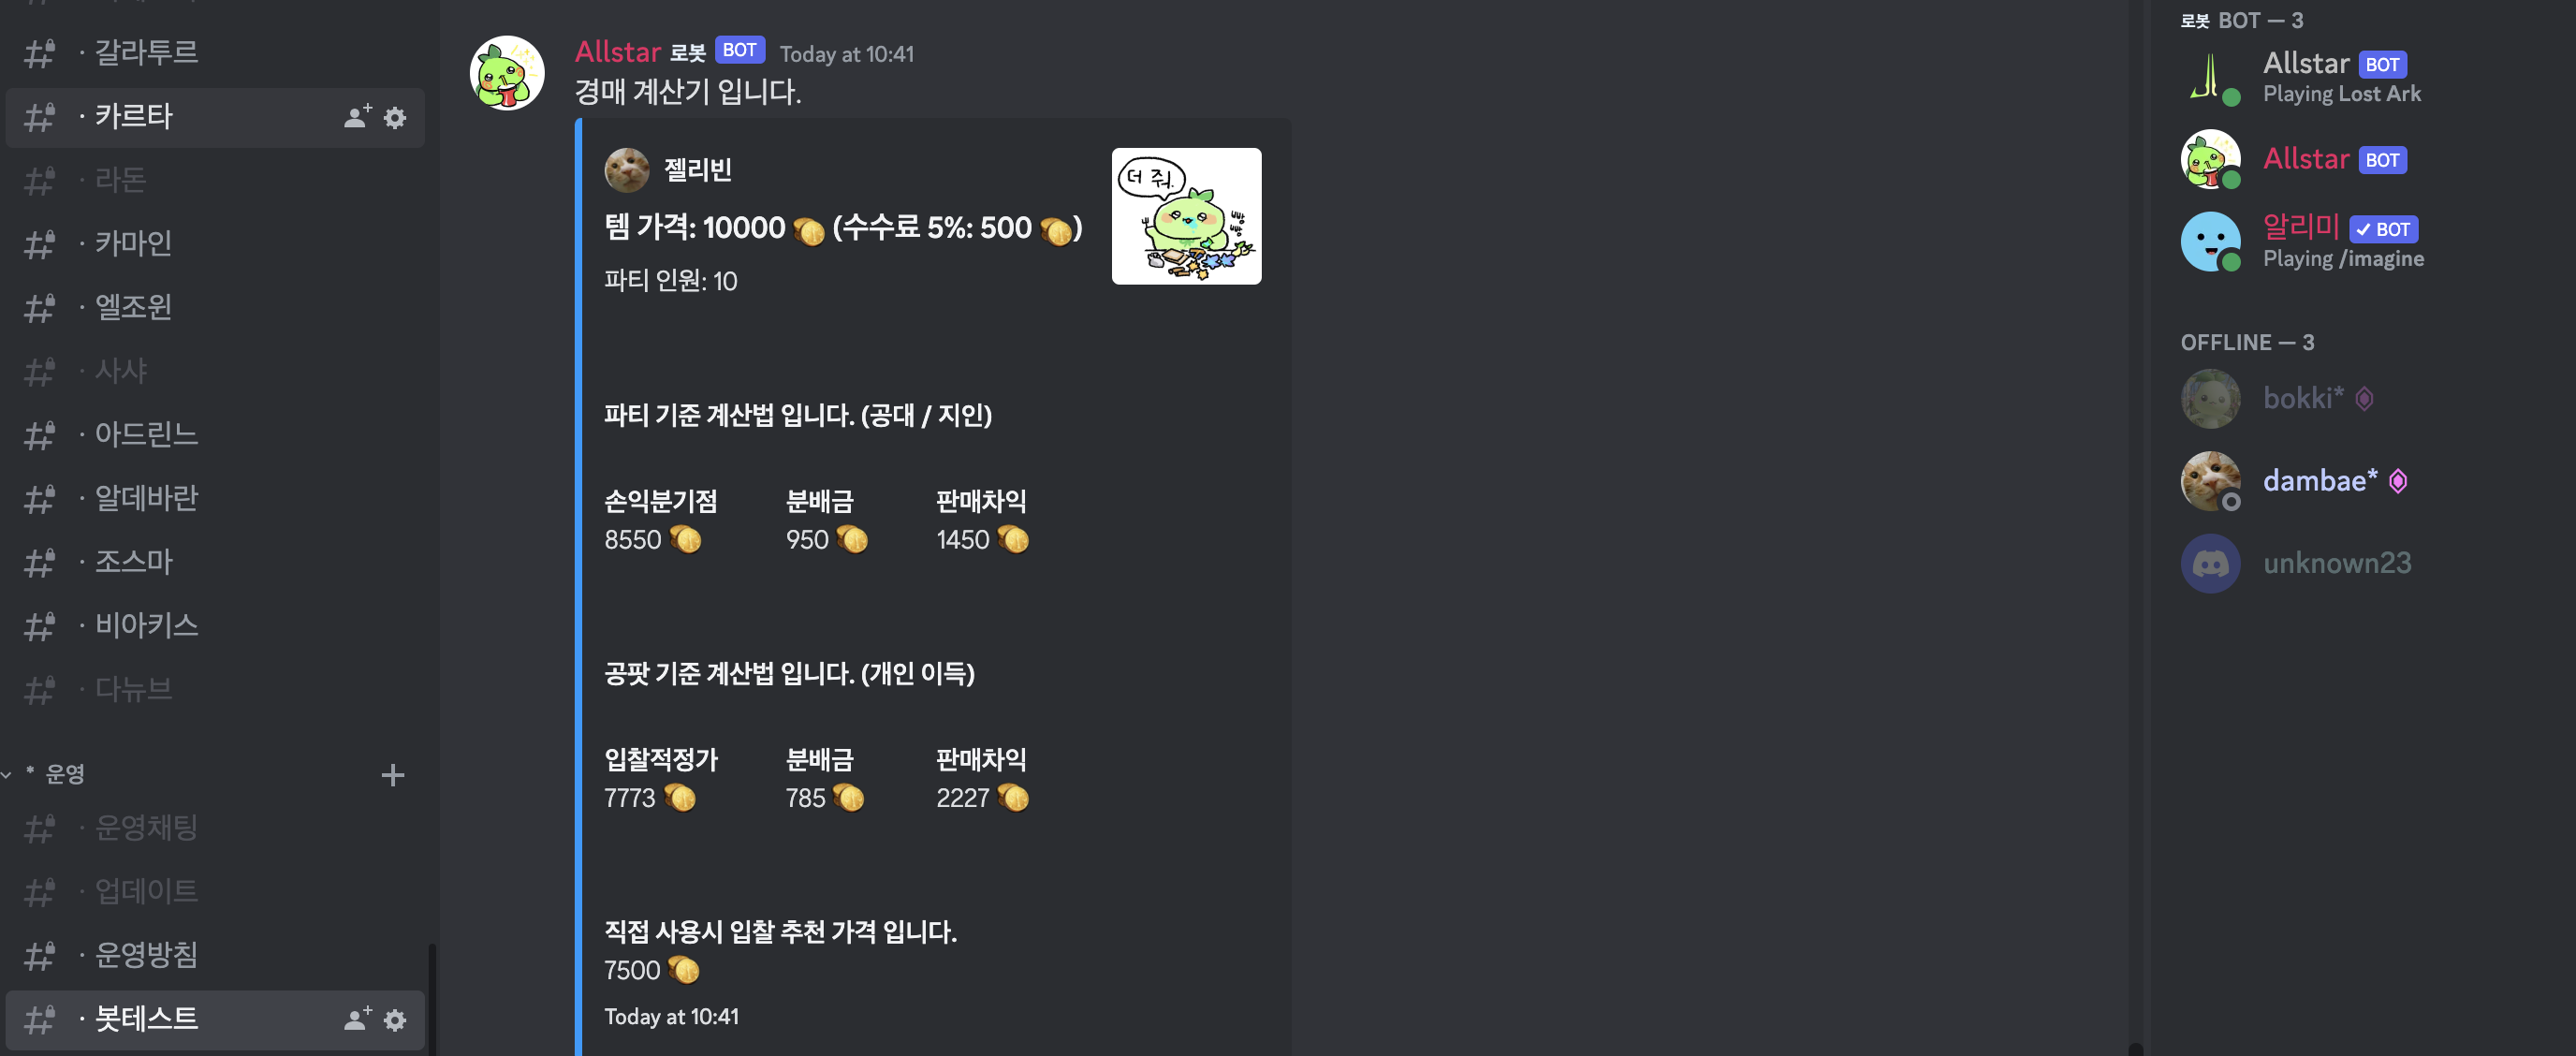 · 갈라투르
· 카르타
· 라돈
· 카마인
· 엘조윈
· 사샤
· 아드린느
· 알데바란
· 조스마
· 비아키스
· 다뉴브
* 운영
· 운영채팅
· 업데이트
· 운영방침
· 봇테스트
Allstar 로봇 BOT Today at 10:41
경매 계산기 입니다.
젤리빈
템 가격: 10000 (수수료 5%: 500 )
파티 인원: 10
더 줘.
빵 빵
파티 기준 계산법 입니다. (공대 / 지인)
손익분기점 분배금 판매차익
8550 950 1450
공팟 기준 계산법 입니다. (개인 이득)
입찰적정가 분배금 판매차익
7773 785 2227
직접 사용시 입찰 추천 가격 입니다.
7500
Today at 10:41
로봇 BOT — 3
Allstar BOT
Playing Lost Ark
Allstar BOT
알리미 BOT
Playing /imagine
OFFLINE — 3
bokki*
dambae*
unknown23